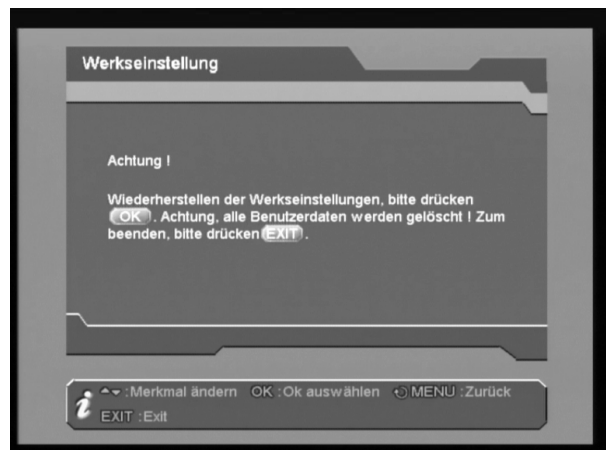 Werkseinstellung
Achtung !
Wiederherstellen der Werkseinstellungen, bitte drücken
OK . Achtung, alle Benutzerdaten werden gelöscht ! Zum
beenden, bitte drücken EXIT .
:Merkmal ändern OK :Ok auswählen MENU :Zurück
EXIT :Exit